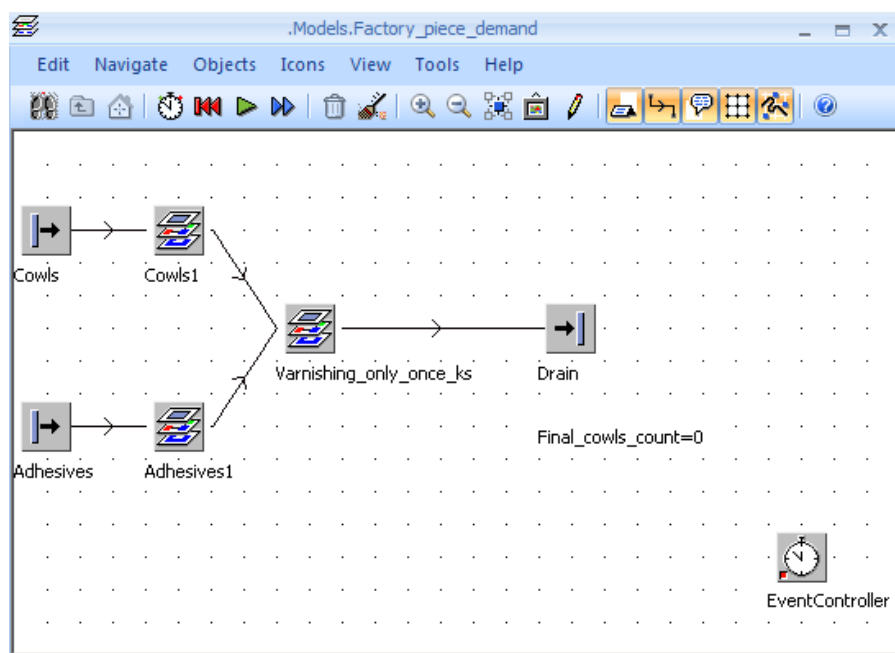 .Models.Factory_piece_demand
Edit Navigate Objects Icons View Tools Help
Cowls Cowls1
Varnishing_only_once_ks Drain
Final_cowls_count=0
Adhesives Adhesives1
EventController